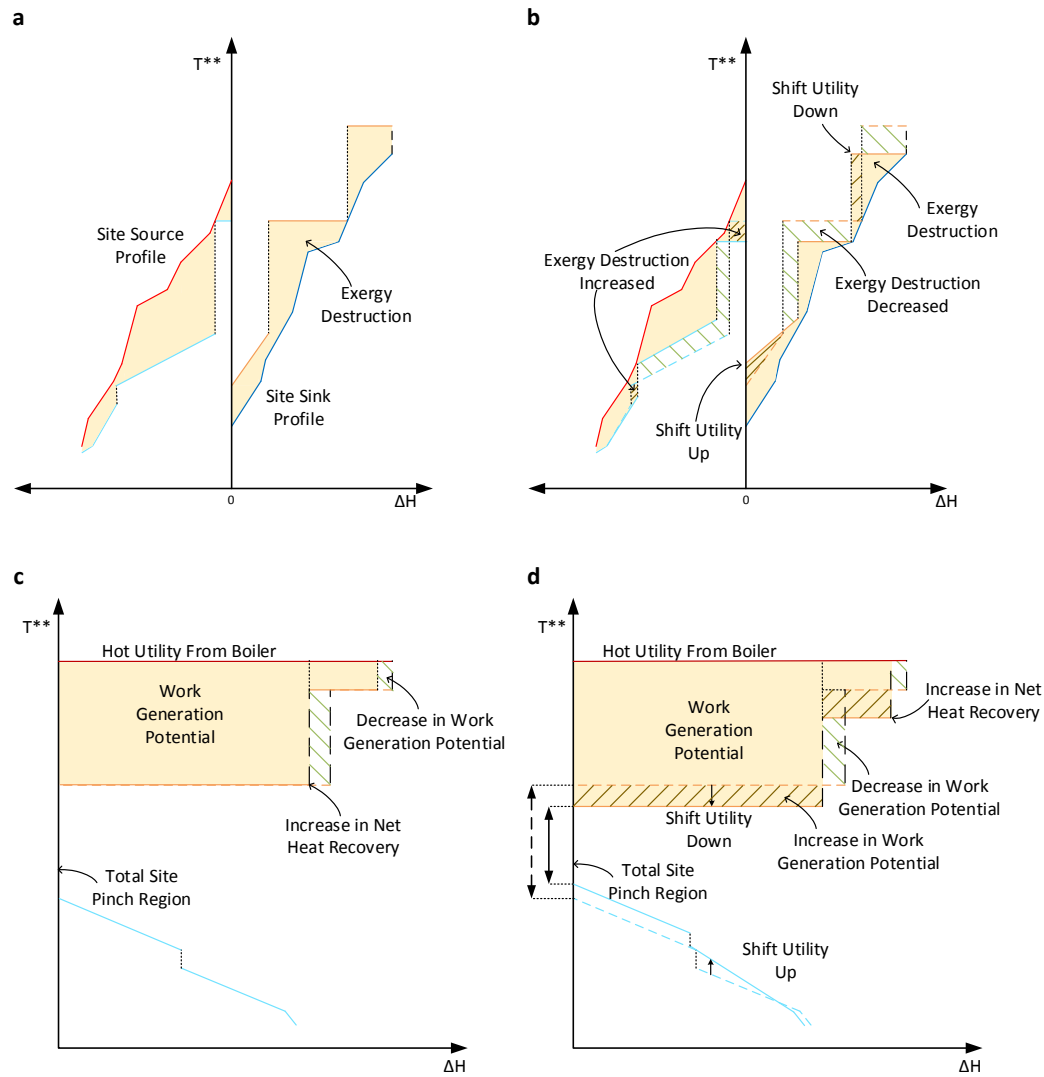 a
T**
Site Source
Profile
Exergy
Destruction
Site Sink
Profile
0
ΔH
b
T**
Shift Utility
Down
Exergy
Destruction
Exergy Destruction
Increased
Exergy Destruction
Decreased
Shift Utility
Up
0
ΔH
c
T**
Hot Utility From Boiler
Work
Generation
Potential
Decrease in Work
Generation Potential
Increase in Net
Heat Recovery
Total Site
Pinch Region
ΔH
d
T**
Hot Utility From Boiler
Increase in Net
Heat Recovery
Work
Generation
Potential
Decrease in Work
Generation Potential
Shift Utility
Down
Increase in Work
Generation Potential
Total Site
Pinch Region
Shift Utility
Up
ΔH